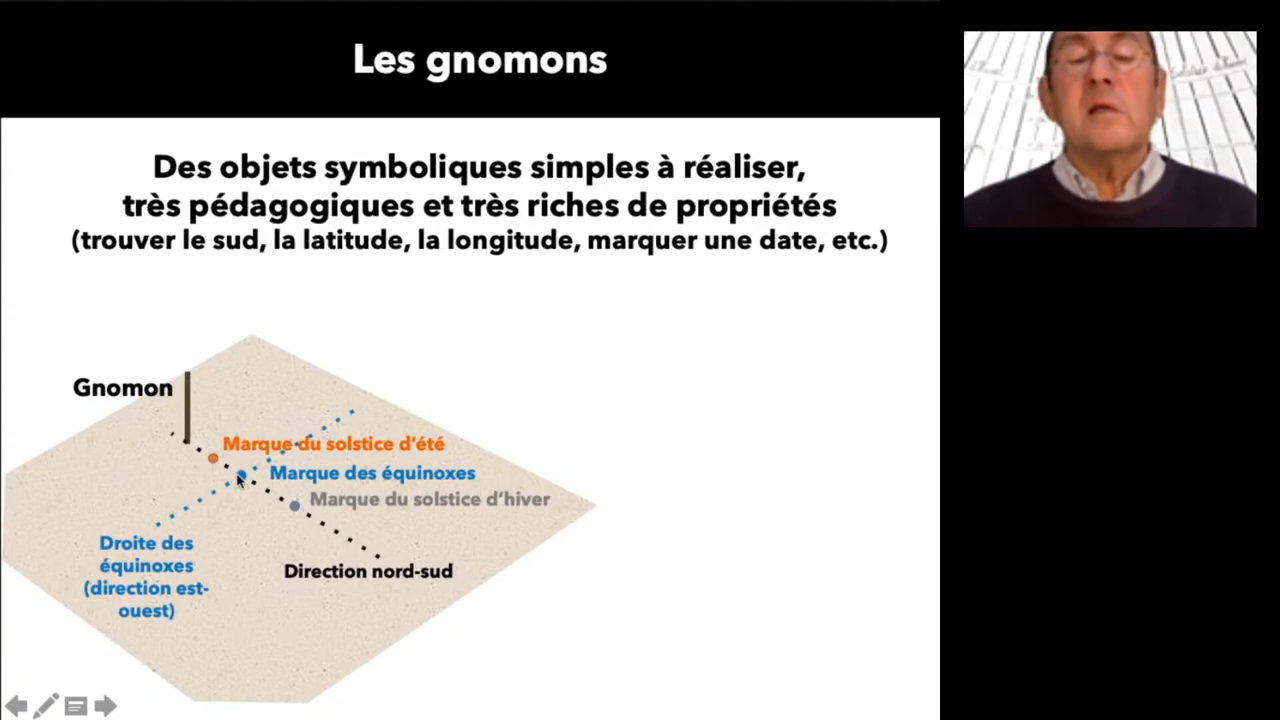 Les gnomons
Des objets symboliques simples à réaliser,
très pédagogiques et très riches de propriétés
(trouver le sud, la latitude, la longitude, marquer une date, etc.)
Gnomon
Marque du solstice d'été
Marque des équinoxes
Marque du solstice d'hiver
Droite des
équinoxes
(direction est-
ouest)
Direction nord-sud